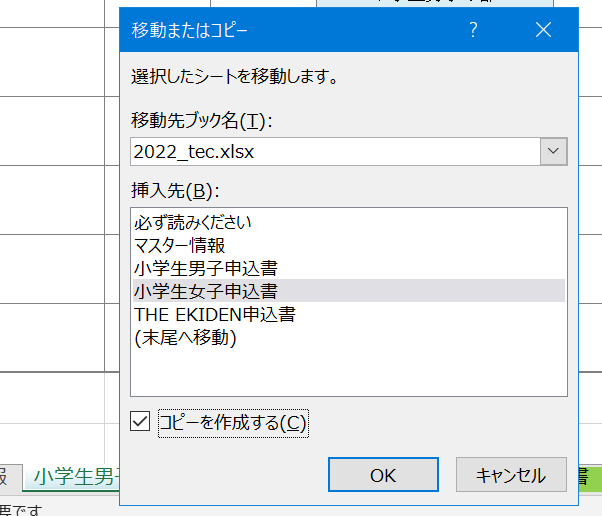 移動またはコピー ?
選択したシートを移動します。
移動先ブック名(T):
2022_tec.xlsx
挿入先(B):
必ず読みください
マスター情報
小学生男子申込書
小学生女子申込書
THE EKIDEN申込書
(末尾へ移動)
コピーを作成する(C)
OK キャンセル
報 小学生男子 書
要です